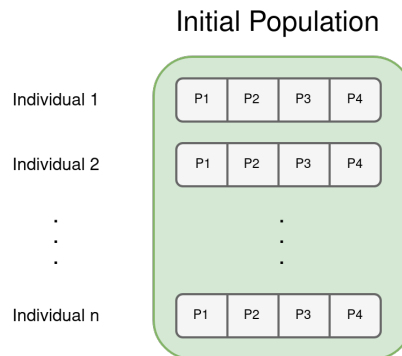 Initial Population
Individual 1 P1 P2 P3 P4
Individual 2 P1 P2 P3 P4
. .
. .
. .
Individual n P1 P2 P3 P4